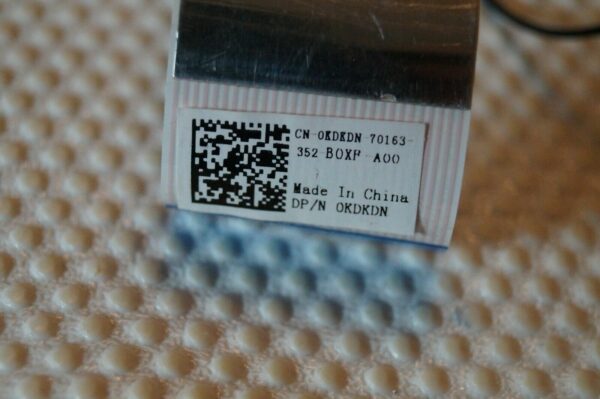 CN-0KDKDN-70163-
352 B0XF-A00
Made In China
DP/N 0KDKDN